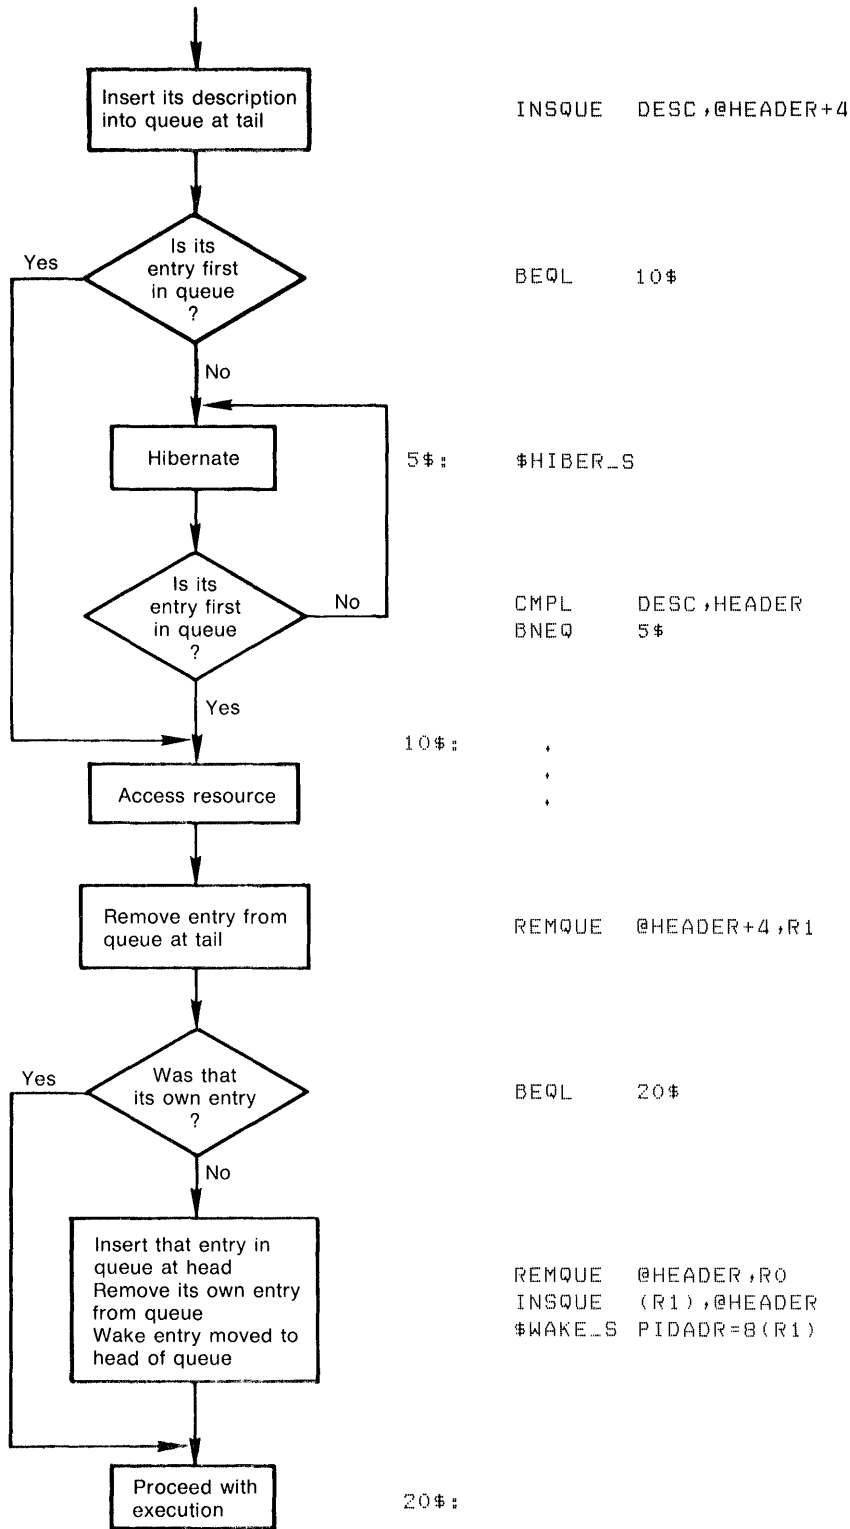 Insert its description
into queue at tail
INSQUE DESC,@HEADER+4
Is its
entry first
in queue
?
Yes
BEQL 10$
No
Hibernate
5$: $HIBER_S
Is its
entry first
in queue
?
No
CMPL DESC,HEADER
BNEQ 5$
Yes
10$: .
.
.
Access resource
Remove entry from
queue at tail
REMQUE @HEADER+4,R1
Was that
its own entry
?
Yes
BEQL 20$
No
Insert that entry in
queue at head
Remove its own entry
from queue
Wake entry moved to
head of queue
REMQUE @HEADER,R0
INSQUE (R1),@HEADER
$WAKE_S PIDADR=8(R1)
Proceed with
execution
20$: